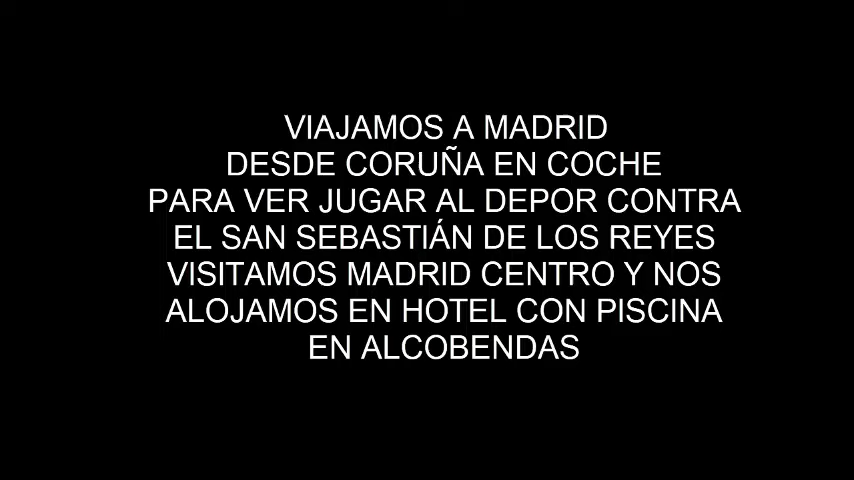 VIAJAMOS A MADRID
DESDE CORUÑA EN COCHE
PARA VER JUGAR AL DEPOR CONTRA
EL SAN SEBASTIÁN DE LOS REYES
VISITAMOS MADRID CENTRO Y NOS
ALOJAMOS EN HOTEL CON PISCINA
EN ALCOBENDAS